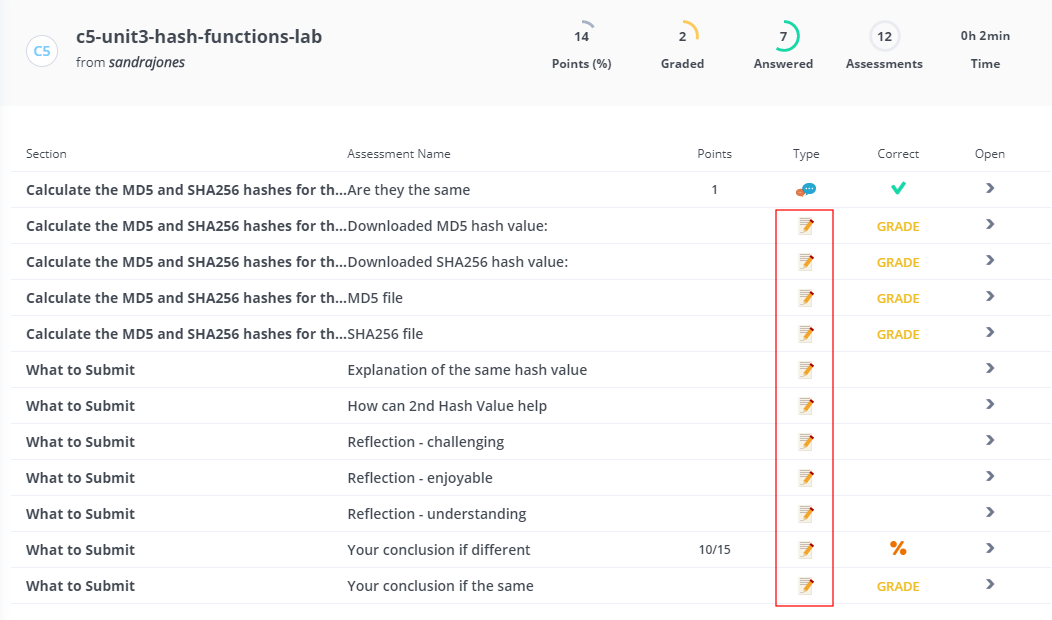 C5
c5-unit3-hash-functions-lab
from sandrajones
14 2 7 12 0h 2min
Points (%) Graded Answered Assessments Time
Section Assessment Name Points Type Correct Open
Calculate the MD5 and SHA256 hashes for th... Are they the same 1
Calculate the MD5 and SHA256 hashes for th... Downloaded MD5 hash value: GRADE
Calculate the MD5 and SHA256 hashes for th... Downloaded SHA256 hash value: GRADE
Calculate the MD5 and SHA256 hashes for th... MD5 file GRADE
Calculate the MD5 and SHA256 hashes for th... SHA256 file GRADE
What to Submit Explanation of the same hash value
What to Submit How can 2nd Hash Value help
What to Submit Reflection - challenging
What to Submit Reflection - enjoyable
What to Submit Reflection - understanding
What to Submit Your conclusion if different 10/15 %
What to Submit Your conclusion if the same GRADE